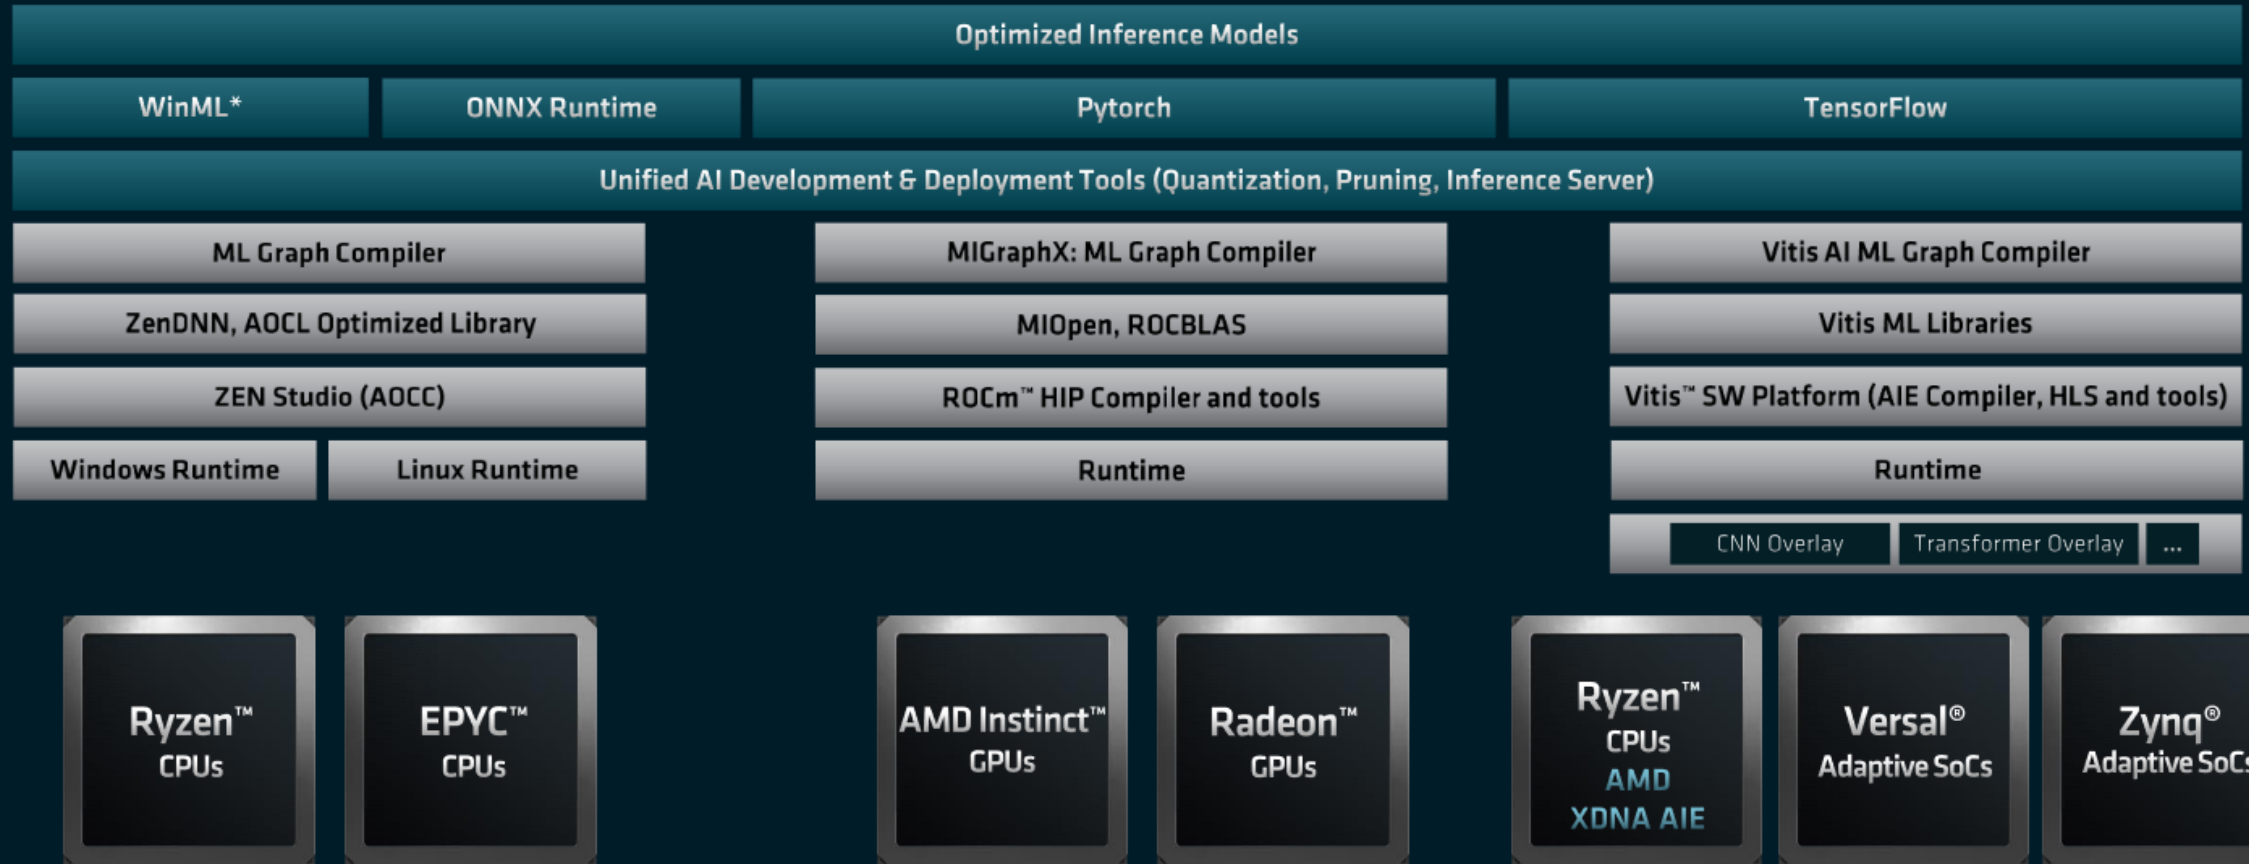 Optimized Inference Models
WinML*
ONNX Runtime
Pytorch
TensorFlow
Unified AI Development & Deployment Tools (Quantization, Pruning, Inference Server)
ML Graph Compiler
ZenDNN, AOCL Optimized Library
ZEN Studio (AOCC)
Windows Runtime
Linux Runtime
MIGraphX: ML Graph Compiler
MIOpen, ROCBLAS
ROCm™ HIP Compiler and tools
Runtime
Vitis AI ML Graph Compiler
Vitis ML Libraries
Vitis™ SW Platform (AIE Compiler, HLS and tools)
Runtime
CNN Overlay
Transformer Overlay
...
Ryzen™
CPUs
EPYC™
CPUs
AMD Instinct™
GPUs
Radeon™
GPUs
Ryzen™
CPUs
AMD
XDNA AIE
Versal®
Adaptive SoCs
Zynq®
Adaptive SoCs